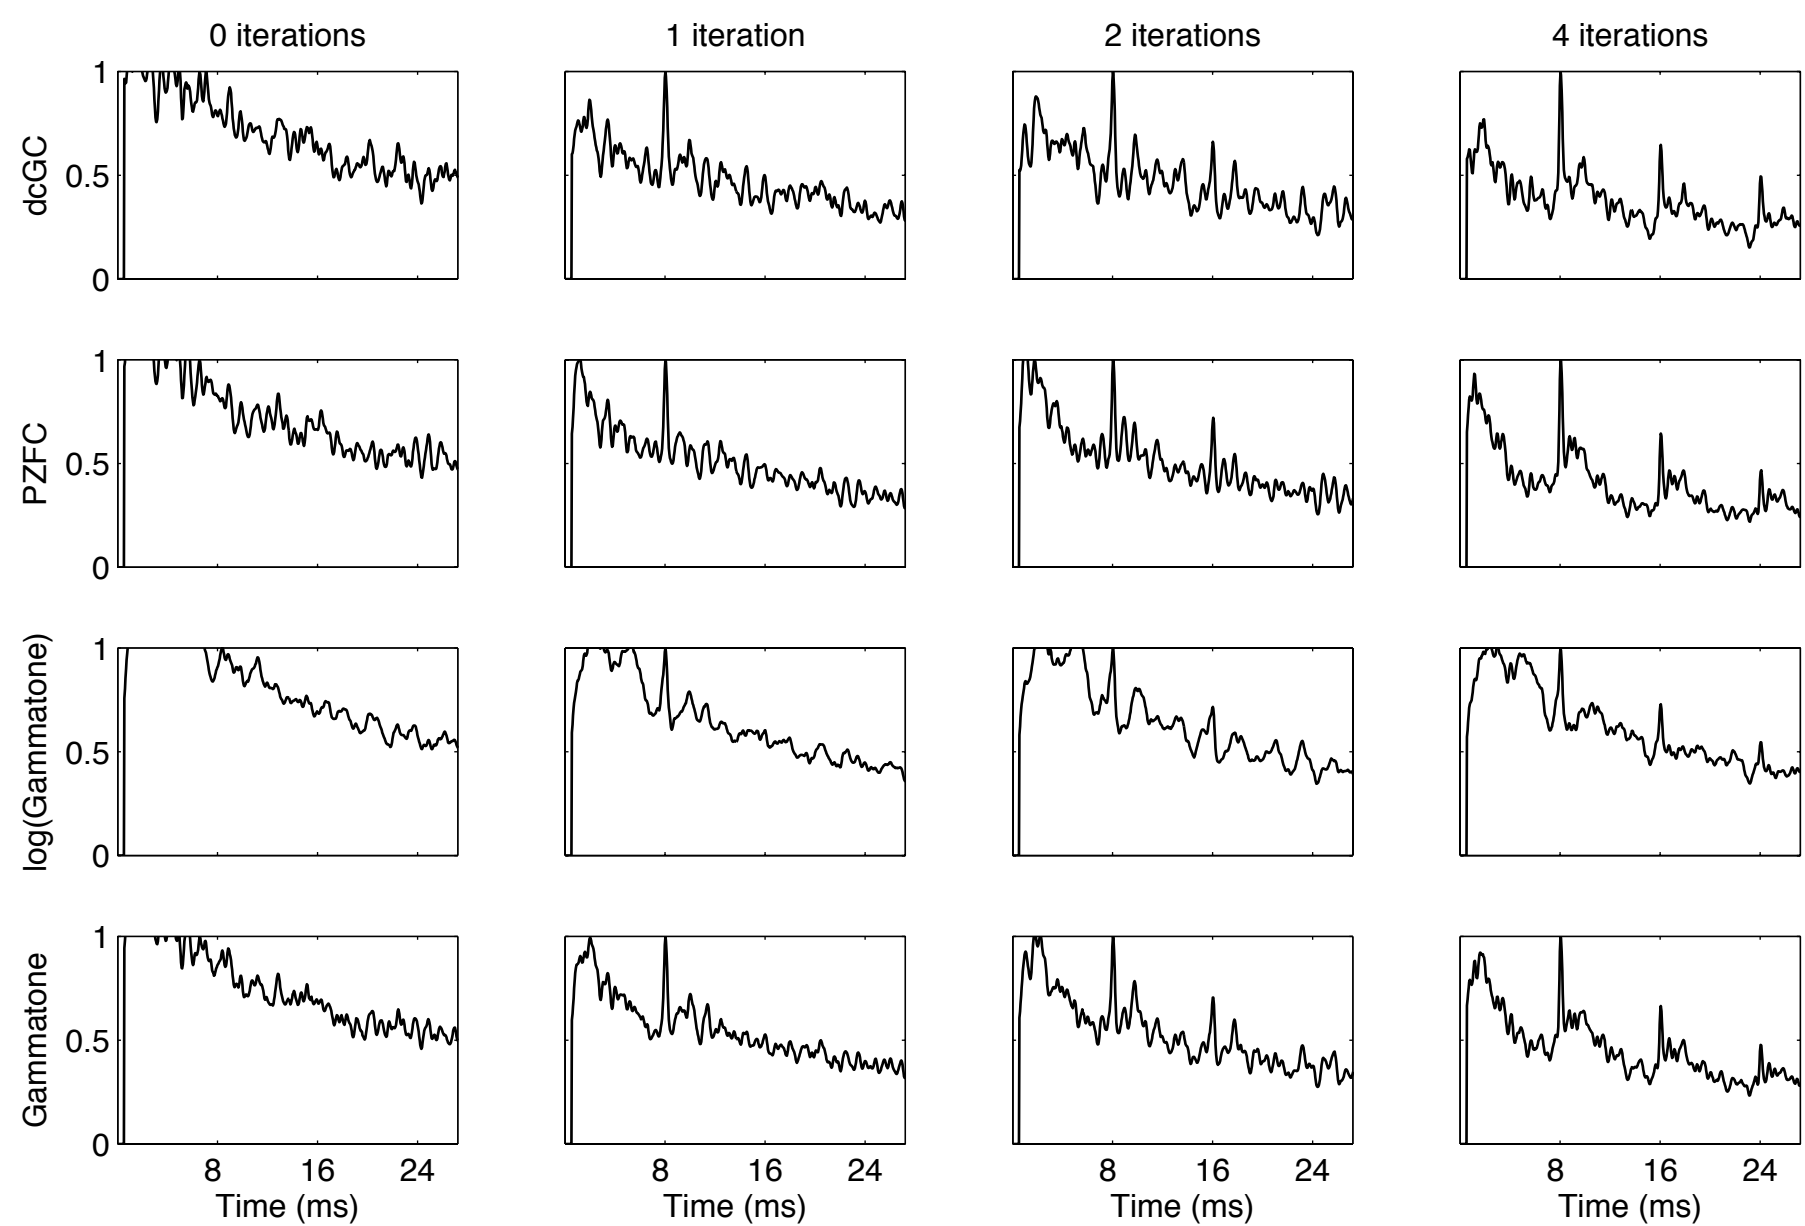 0 iterations 1 iteration 2 iterations 4 iterations
dcGC
1
0.5
0
PZFC
1
0.5
0
log(Gammatone)
1
0.5
0
Gammatone
1
0.5
0
8 16 24 8 16 24 8 16 24 8 16 24
Time (ms) Time (ms) Time (ms) Time (ms)